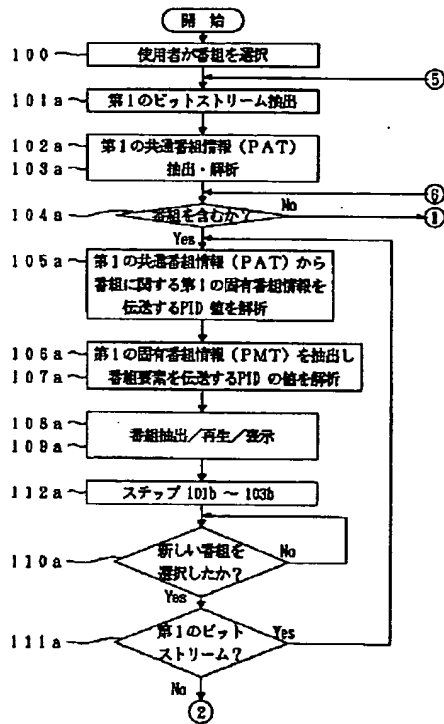 開 始
100
使用者が番組を選択
⑤
101a
第1のビットストリーム抽出
102a
103a
第1の共通番組情報(PAT)
抽出・解析
⑥
104a
番組を含むか?
No
①
Yes
105a
第1の共通番組情報(PAT)から
番組に関する第1の固有番組情報を
伝送するPID 値を解析
106a
107a
第1の固有番組情報(PMT)を抽出し
番組要素を伝送するPID の値を解析
108a
109a
番組抽出/再生/表示
112a
ステップ 101b ～ 103b
110a
新しい番組を
選択したか?
No
Yes
111a
第1のビット
ストリーム?
Yes
No
②